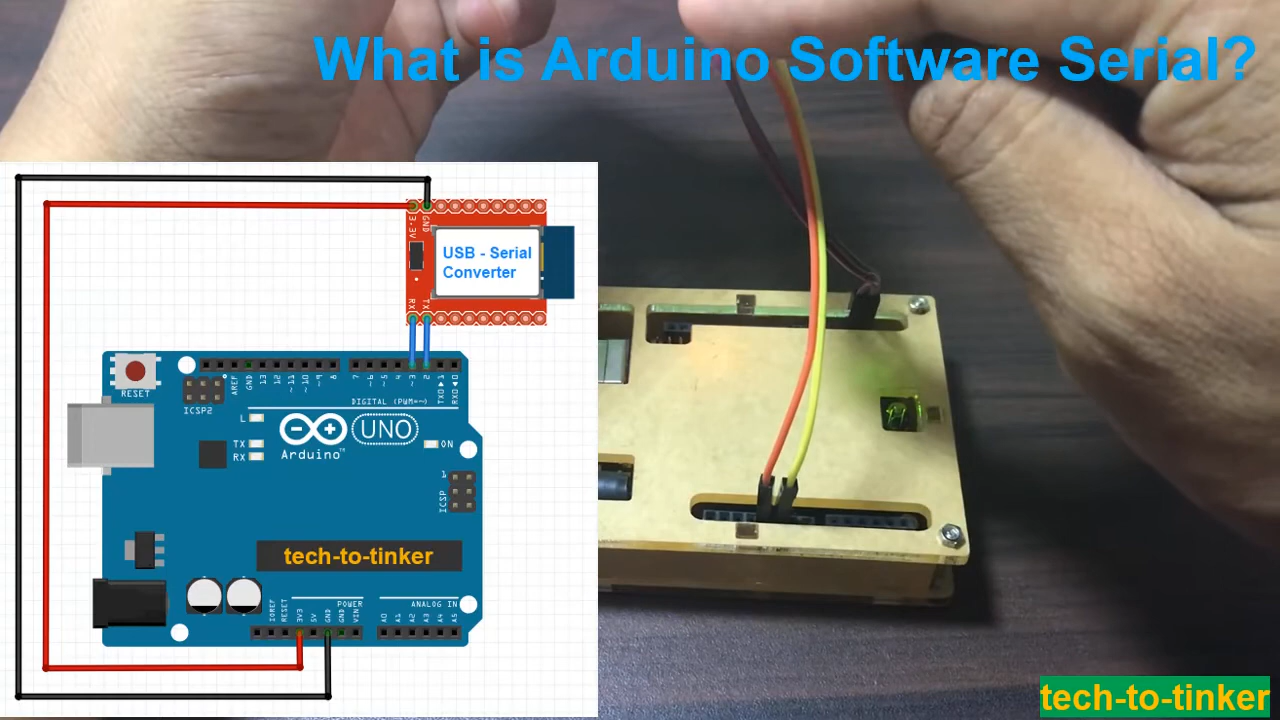 What is Arduino Software Serial?
3.3V
GND
USB - Serial
Converter
RX
TX
RESET
ICSP2
AREF
GND
13
12
~11
~10
~9
8
7
~6
~5
4
~3
2
TX0▶1
RX0◀0
DIGITAL (PWM=~)
L
TX
RX
UNO
Arduino™
ON
1
ICSP
tech-to-tinker
POWER
ANALOG IN
IOREF
RESET
3V3
5V
GND
GND
VIN
A0
A1
A2
A3
A4
A5
tech-to-tinker